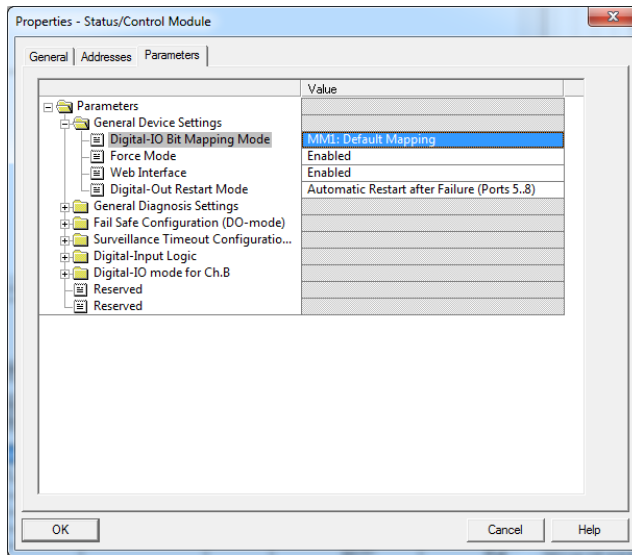 Properties - Status/Control Module
General Addresses Parameters
Value
Parameters
General Device Settings
Digital-IO Bit Mapping Mode MM1: Default Mapping
Force Mode Enabled
Web Interface Enabled
Digital-Out Restart Mode Automatic Restart after Failure (Ports 5..8)
General Diagnosis Settings
Fail Safe Configuration (DO-mode)
Surveillance Timeout Configuratio...
Digital-Input Logic
Digital-IO mode for Ch.B
Reserved
Reserved
OK Cancel Help